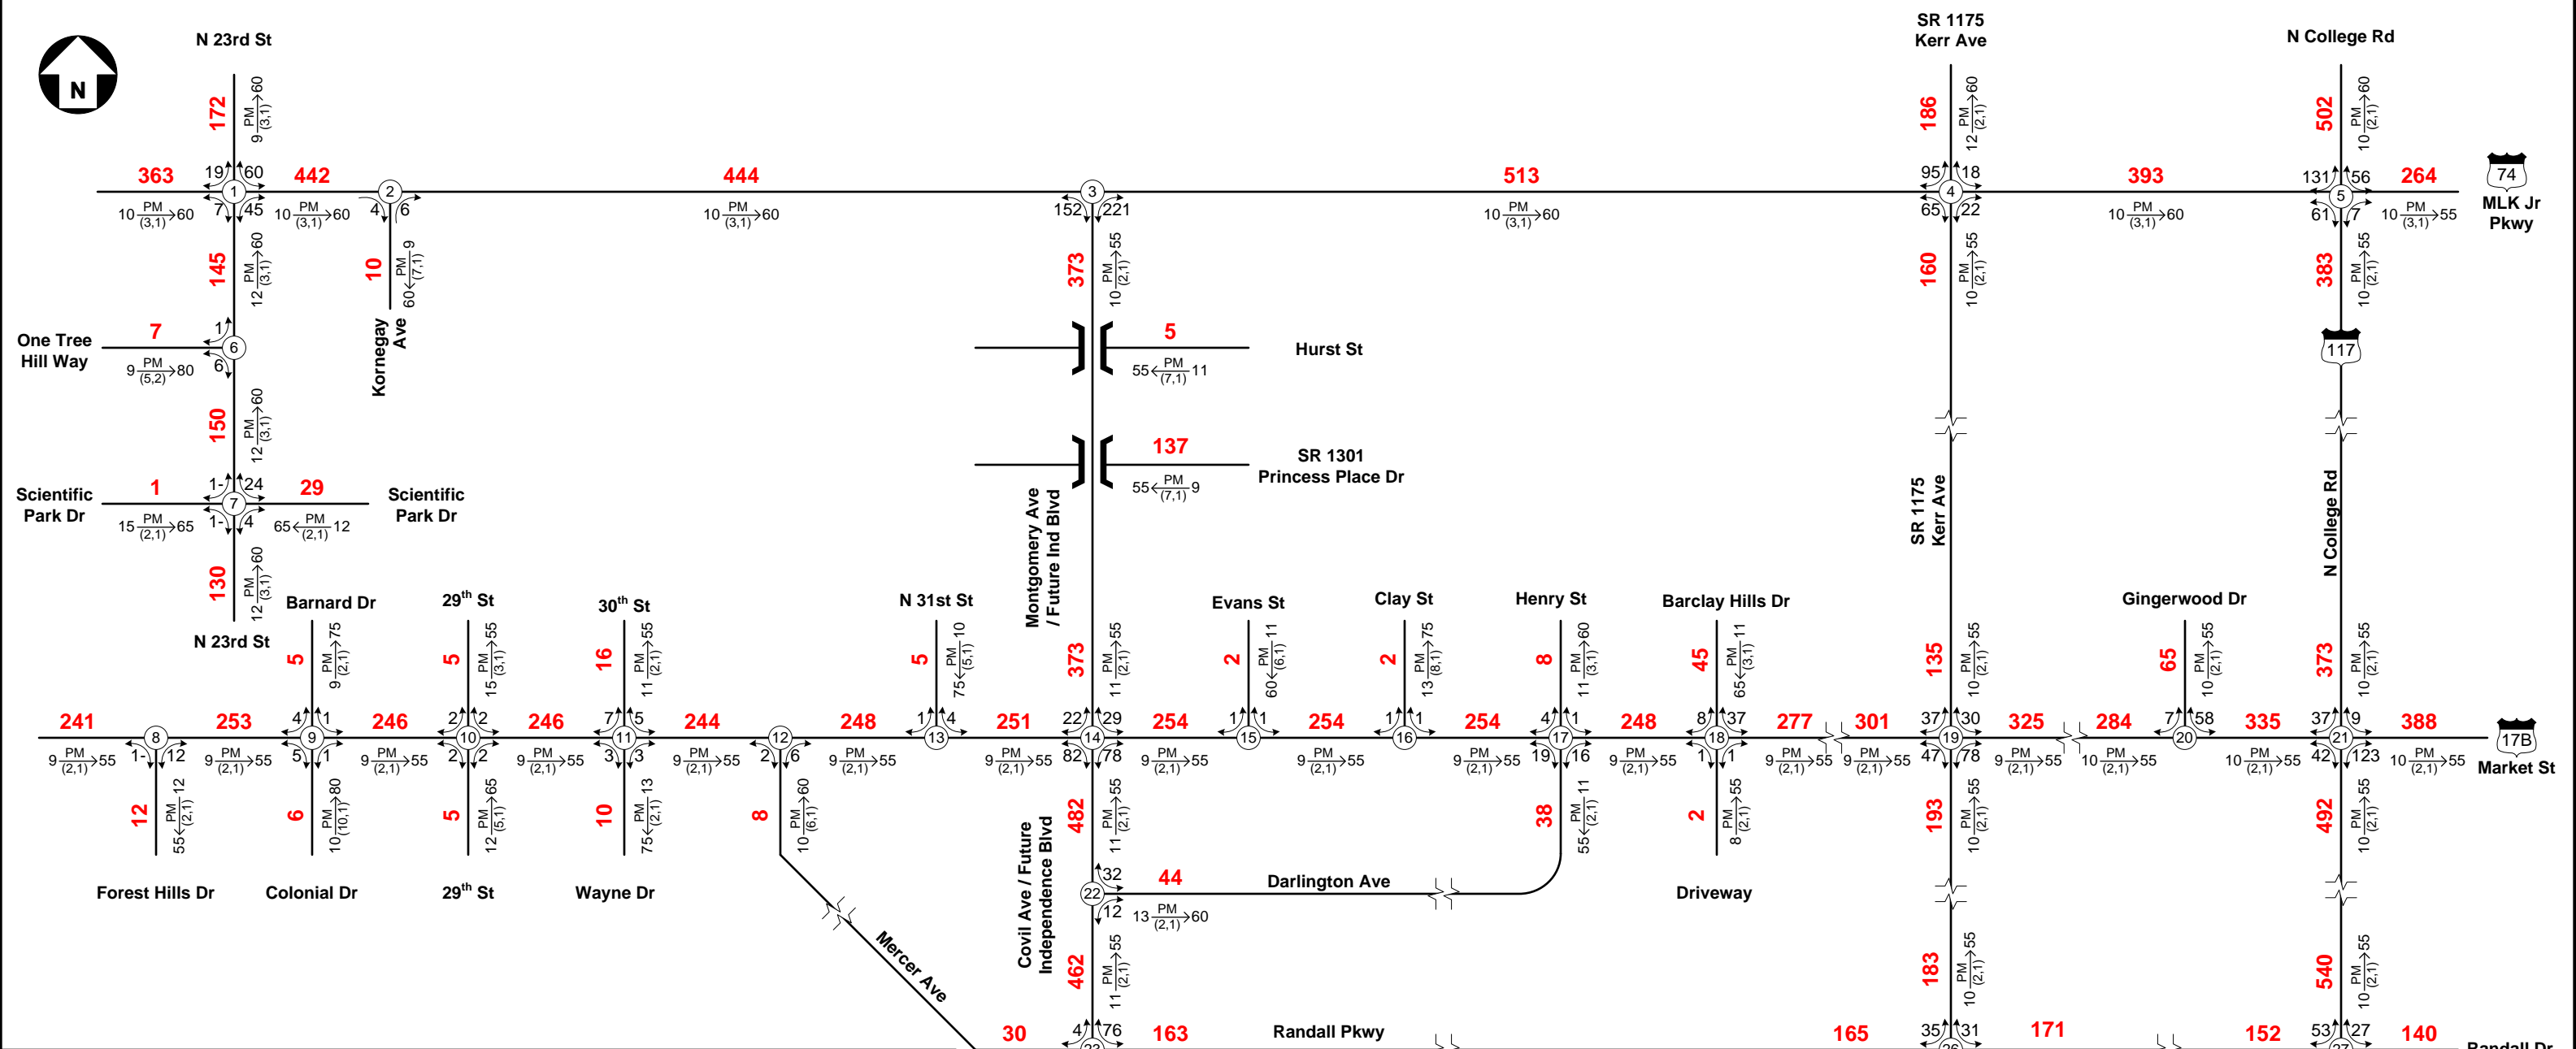 N 23rd St
SR 1175
Kerr Ave
N College Rd
N
172
9 PM (3,1) 60
186
12 PM (2,1) 60
502
10 PM (2,1) 60
363
19 60
442
444
513
95 18
393
131 56
264
74
1
2
3
4
5
10 PM (3,1) 60
7 45
10 PM (3,1) 60
4 6
10 PM (3,1) 60
152 221
10 PM (3,1) 60
65 22
10 PM (3,1) 60
61 7
10 PM (3,1) 55
MLK Jr
Pkwy
145
12 PM (3,1) 60
10
60 PM (7,1) 9
373
10 PM (2,1) 55
160
10 PM (2,1) 55
383
10 PM (2,1) 55
Kornegay
Ave
One Tree
Hill Way
7
1
6
6
9 PM (5,2) 80
5
Hurst St
55 PM (7,1) 11
117
150
12 PM (3,1) 60
137
SR 1301
Princess Place Dr
55 PM (7,1) 9
Scientific
Park Dr
1
1- 24
29
Scientific
Park Dr
7
15 PM (2,1) 65
1- 4
65 PM (2,1) 12
130
12 PM (3,1) 60
N 23rd St
Montgomery Ave
/ Future Ind Blvd
SR 1175
Kerr Ave
N College Rd
Barnard Dr
29th St
30th St
N 31st St
Evans St
Clay St
Henry St
Barclay Hills Dr
Gingerwood Dr
5
9 PM (2,1) 75
5
15 PM (3,1) 55
16
11 PM (2,1) 55
5
75 PM (5,1) 10
373
11 PM (2,1) 55
2
60 PM (6,1) 11
2
13 PM (8,1) 75
8
11 PM (3,1) 60
45
65 PM (3,1) 11
135
10 PM (2,1) 55
65
10 PM (2,1) 55
373
10 PM (2,1) 55
241
253
4 1
246
2 2
246
7 5
244
248
1 4
251
22 29
254
1 1
254
1 1
254
4 1
248
8 37
277
301
37 30
325
284
7 58
335
37 9
388
8
9
10
11
12
13
14
15
16
17
18
19
20
21
17B
9 PM (2,1) 55
1- 12
9 PM (2,1) 55
5 1
9 PM (2,1) 55
2 2
9 PM (2,1) 55
3 3
9 PM (2,1) 55
2 6
9 PM (2,1) 55
9 PM (2,1) 55
82 78
9 PM (2,1) 55
9 PM (2,1) 55
9 PM (2,1) 55
19 16
9 PM (2,1) 55
1 1
9 PM (2,1) 55
9 PM (2,1) 55
47 78
9 PM (2,1) 55
10 PM (2,1) 55
10 PM (2,1) 55
42 123
10 PM (2,1) 55
Market St
12
55 PM (2,1) 12
6
10 PM (10,1) 80
5
12 PM (5,1) 65
10
75 PM (2,1) 13
8
10 PM (6,1) 60
482
11 PM (2,1) 55
38
55 PM (2,1) 11
2
8 PM (2,1) 55
193
10 PM (2,1) 55
492
10 PM (2,1) 55
Forest Hills Dr
Colonial Dr
29th St
Wayne Dr
Covil Ave / Future
Independence Blvd
32
44
Darlington Ave
Driveway
22
12
13 PM (2,1) 60
Mercer Ave
462
11 PM (2,1) 55
183
10 PM (2,1) 55
540
10 PM (2,1) 55
30
4 76
163
Randall Pkwy
165
35 31
171
152
53 27
140
Randall Dr